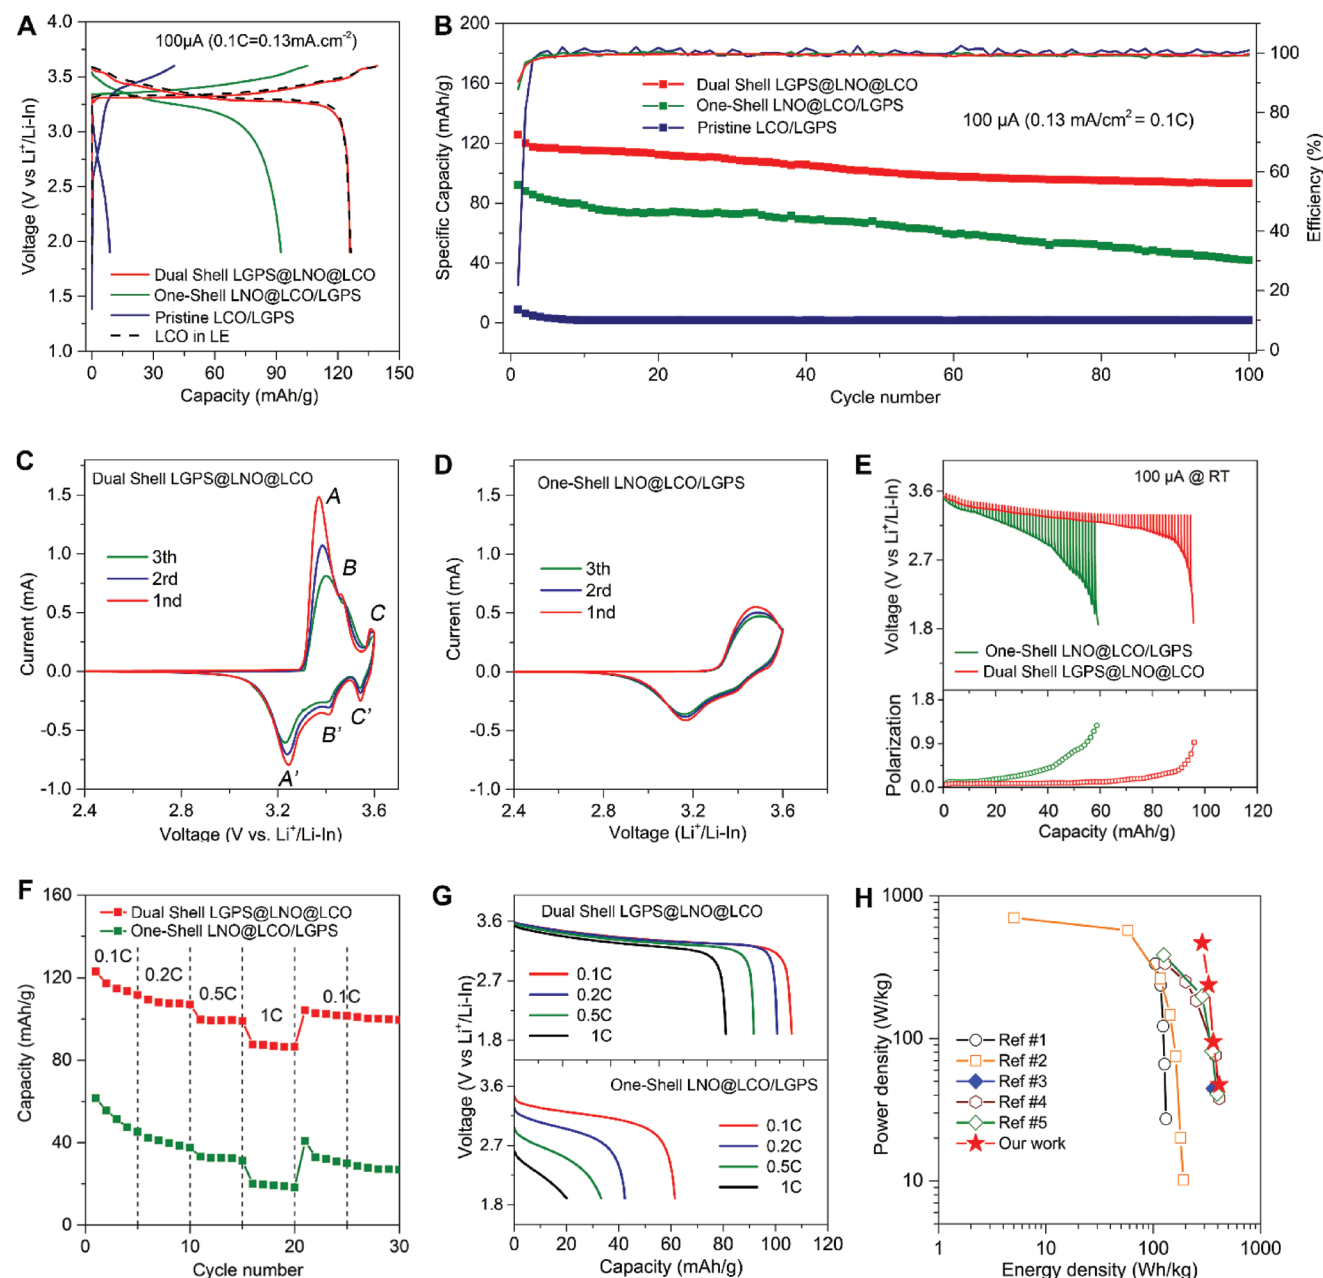 A
100μA (0.1C=0.13mA.cm-2)
Voltage (V vs Li+/Li-In)
4.0
3.5
3.0
2.5
2.0
1.5
1.0
Dual Shell LGPS@LNO@LCO
One-Shell LNO@LCO/LGPS
Pristine LCO/LGPS
LCO in LE
0 30 60 90 120 150
Capacity (mAh/g)
B
Specific Capacity (mAh/g)
200
160
120
80
40
0
Dual Shell LGPS@LNO@LCO
One-Shell LNO@LCO/LGPS
Pristine LCO/LGPS
100 μA (0.13 mA/cm2 = 0.1C)
100
80
60
40
20
0
Efficiency (%)
0 20 40 60 80 100
Cycle number
C
Dual Shell LGPS@LNO@LCO
Current (mA)
1.5
1.0
0.5
0.0
-0.5
-1.0
3th
2rd
1nd
A
B
C
A'
B'
C'
2.4 2.8 3.2 3.6
Voltage (V vs. Li+/Li-In)
D
One-Shell LNO@LCO/LGPS
Current (mA)
1.5
1.0
0.5
0.0
-0.5
-1.0
3th
2rd
1nd
2.4 2.8 3.2 3.6
Voltage (Li+/Li-In)
E
100 μA @ RT
Voltage (V vs Li+/Li-In)
3.6
2.7
1.8
One-Shell LNO@LCO/LGPS
Dual Shell LGPS@LNO@LCO
Polarization
1.8
0.9
0.0
0 20 40 60 80 100 120
Capacity (mAh/g)
F
Capacity (mAh/g)
160
120
80
40
0
Dual Shell LGPS@LNO@LCO
One-Shell LNO@LCO/LGPS
0.1C
0.2C
0.5C
1C
0.1C
0 10 20 30
Cycle number
G
Voltage (V vs Li+/Li-In)
3.6
2.7
1.8
3.6
2.7
1.8
Dual Shell LGPS@LNO@LCO
0.1C
0.2C
0.5C
1C
One-Shell LNO@LCO/LGPS
0.1C
0.2C
0.5C
1C
0 20 40 60 80 100 120
Capacity (mAh/g)
H
Power density (W/kg)
1000
100
10
Ref #1
Ref #2
Ref #3
Ref #4
Ref #5
Our work
1 10 100 1000
Energy density (Wh/kg)